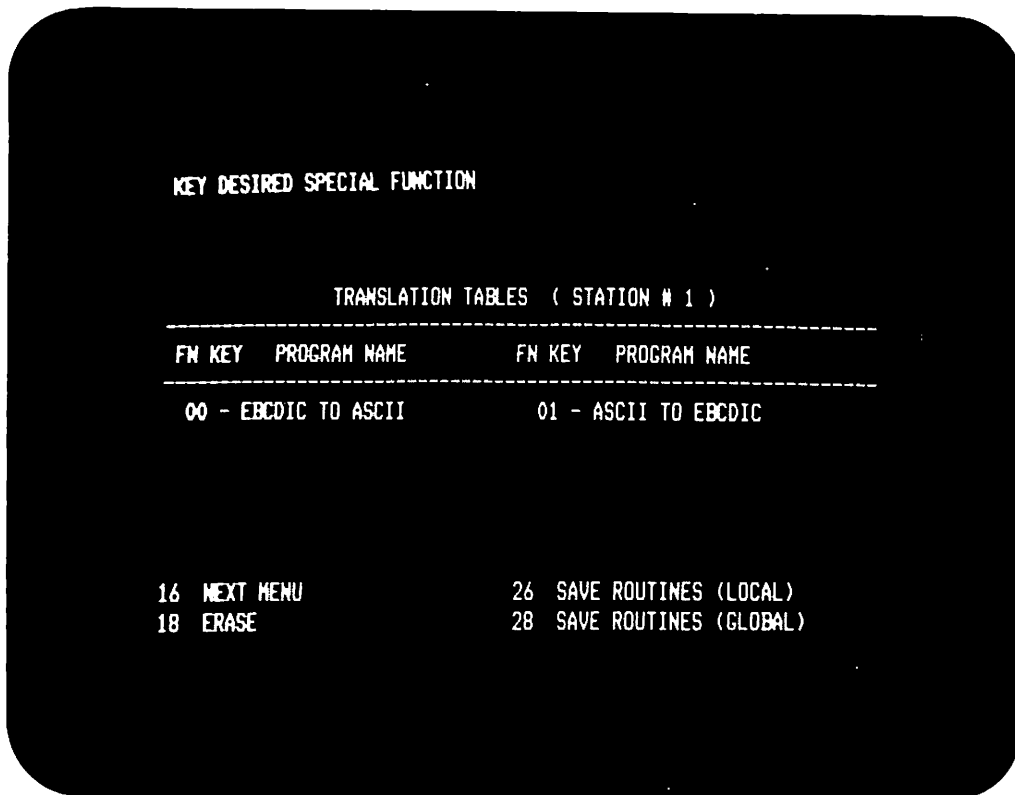 KEY DESIRED SPECIAL FUNCTION
TRANSLATION TABLES ( STATION # 1 )
FN KEY PROGRAM NAME FN KEY PROGRAM NAME
00 - EBCDIC TO ASCII 01 - ASCII TO EBCDIC
16 NEXT MENU 26 SAVE ROUTINES (LOCAL)
18 ERASE 28 SAVE ROUTINES (GLOBAL)